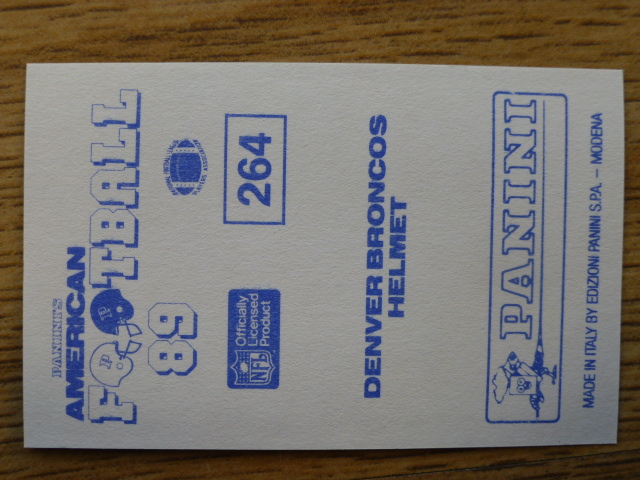 PANINI'S
AMERICAN
FOOTBALL
89
264
NFL
Officially
Licensed
Product
DENVER BRONCOS
HELMET
PANINI
MADE IN ITALY BY EDIZIONI PANINI S.P.A. – MODENA